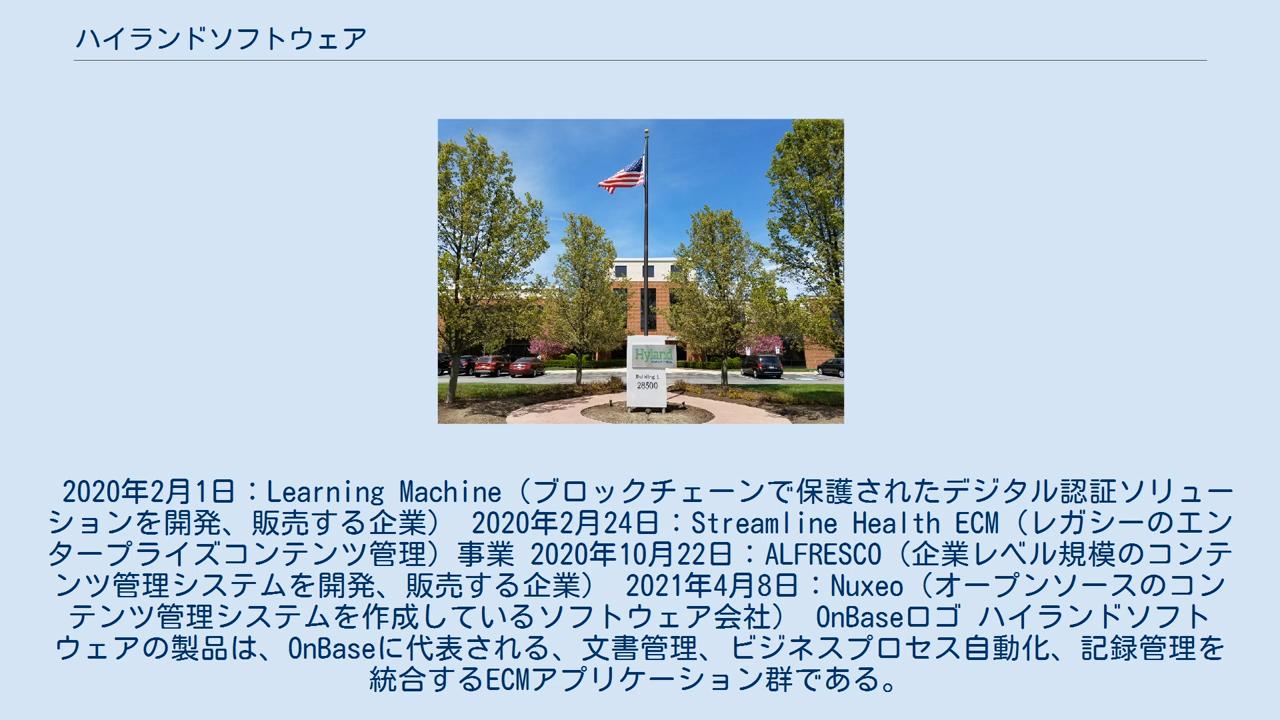 ハイランドソフトウェア
Hyland
Building 1
28500
2020年2月1日：Learning Machine（ブロックチェーンで保護されたデジタル認証ソリュー
ションを開発、販売する企業） 2020年2月24日：Streamline Health ECM（レガシーのエン
タープライズコンテンツ管理）事業 2020年10月22日：ALFRESCO（企業レベル規模のコンテ
ンツ管理システムを開発、販売する企業） 2021年4月8日：Nuxeo（オープンソースのコン
テンツ管理システムを作成しているソフトウェア会社） OnBaseロゴ ハイランドソフト
ウェアの製品は、OnBaseに代表される、文書管理、ビジネスプロセス自動化、記録管理を
統合するECMアプリケーション群である。